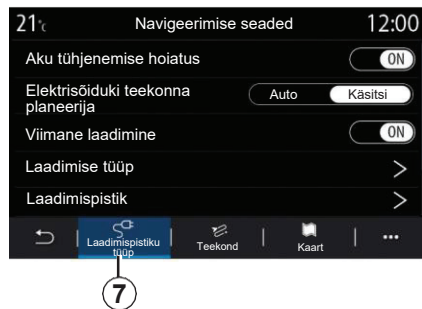 21°c Navigeerimise seaded 12:00
Aku tühjenemise hoiatus ON
Elektrisõiduki teekonna
planeerija Auto Käsitsi
Viimane laadimine ON
Laadimise tüüp >
Laadimispistik >
Laadimispistiku
tüüp Teekond Kaart •••
7